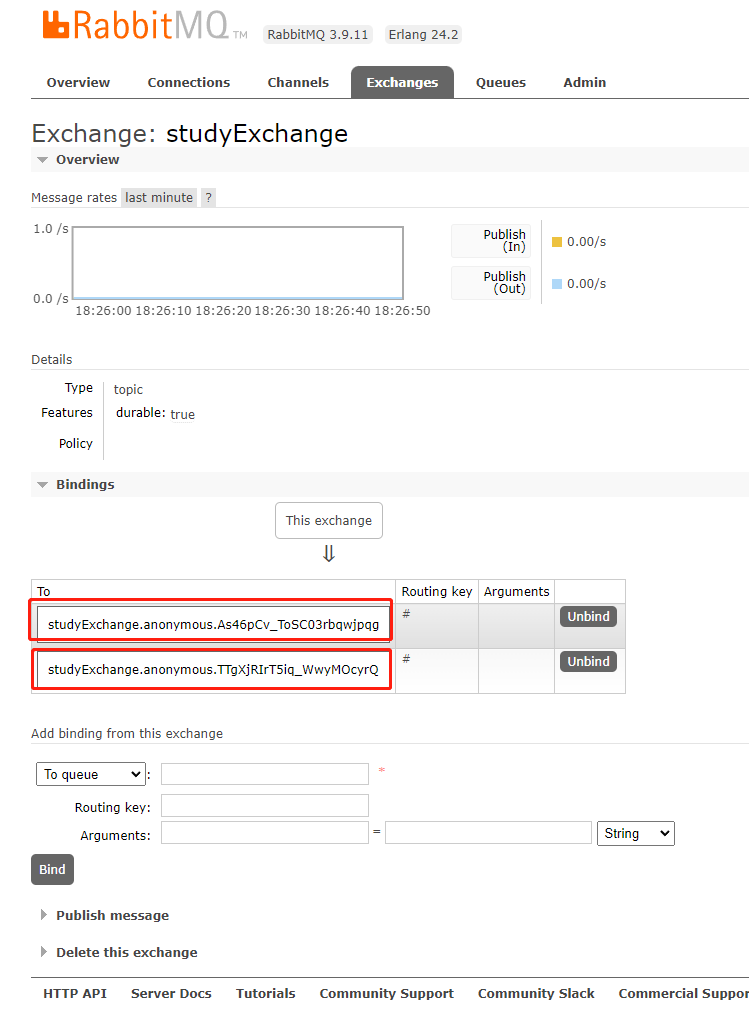 RabbitMQ TM RabbitMQ 3.9.11 Erlang 24.2
Overview Connections Channels Exchanges Queues Admin
Exchange: studyExchange
Overview
Message rates last minute ?
1.0 /s
0.0 /s
18:26:00 18:26:10 18:26:20 18:26:30 18:26:40 18:26:50
Publish
(In)
0.00/s
Publish
(Out)
0.00/s
Details
Type topic
Features durable: true
Policy
Bindings
This exchange
⇓
To Routing key Arguments
studyExchange.anonymous.As46pCv_ToSC03rbqwjpqg # Unbind
studyExchange.anonymous.TTgXjRIrT5iq_WwyMOcyrQ # Unbind
Add binding from this exchange
To queue : *
Routing key:
Arguments: = String
Bind
Publish message
Delete this exchange
HTTP API Server Docs Tutorials Community Support Community Slack Commercial Suppor